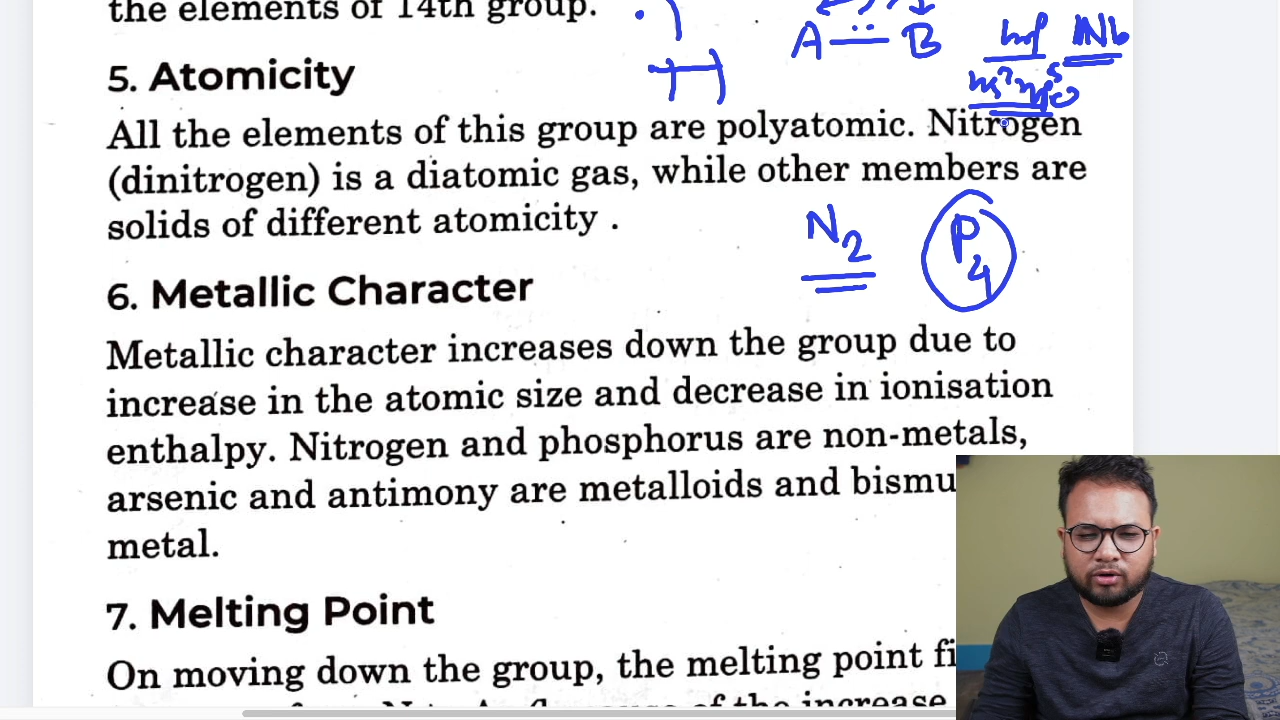 the elements of 14th group.
A — B
5. Atomicity
All the elements of this group are polyatomic. Nitrogen
(dinitrogen) is a diatomic gas, while other members are
solids of different atomicity .
N2 P4
6. Metallic Character
Metallic character increases down the group due to
increase in the atomic size and decrease in ionisation
enthalpy. Nitrogen and phosphorus are non-metals,
arsenic and antimony are metalloids and bismu
metal.
7. Melting Point
On moving down the group, the melting point fi
of the increase